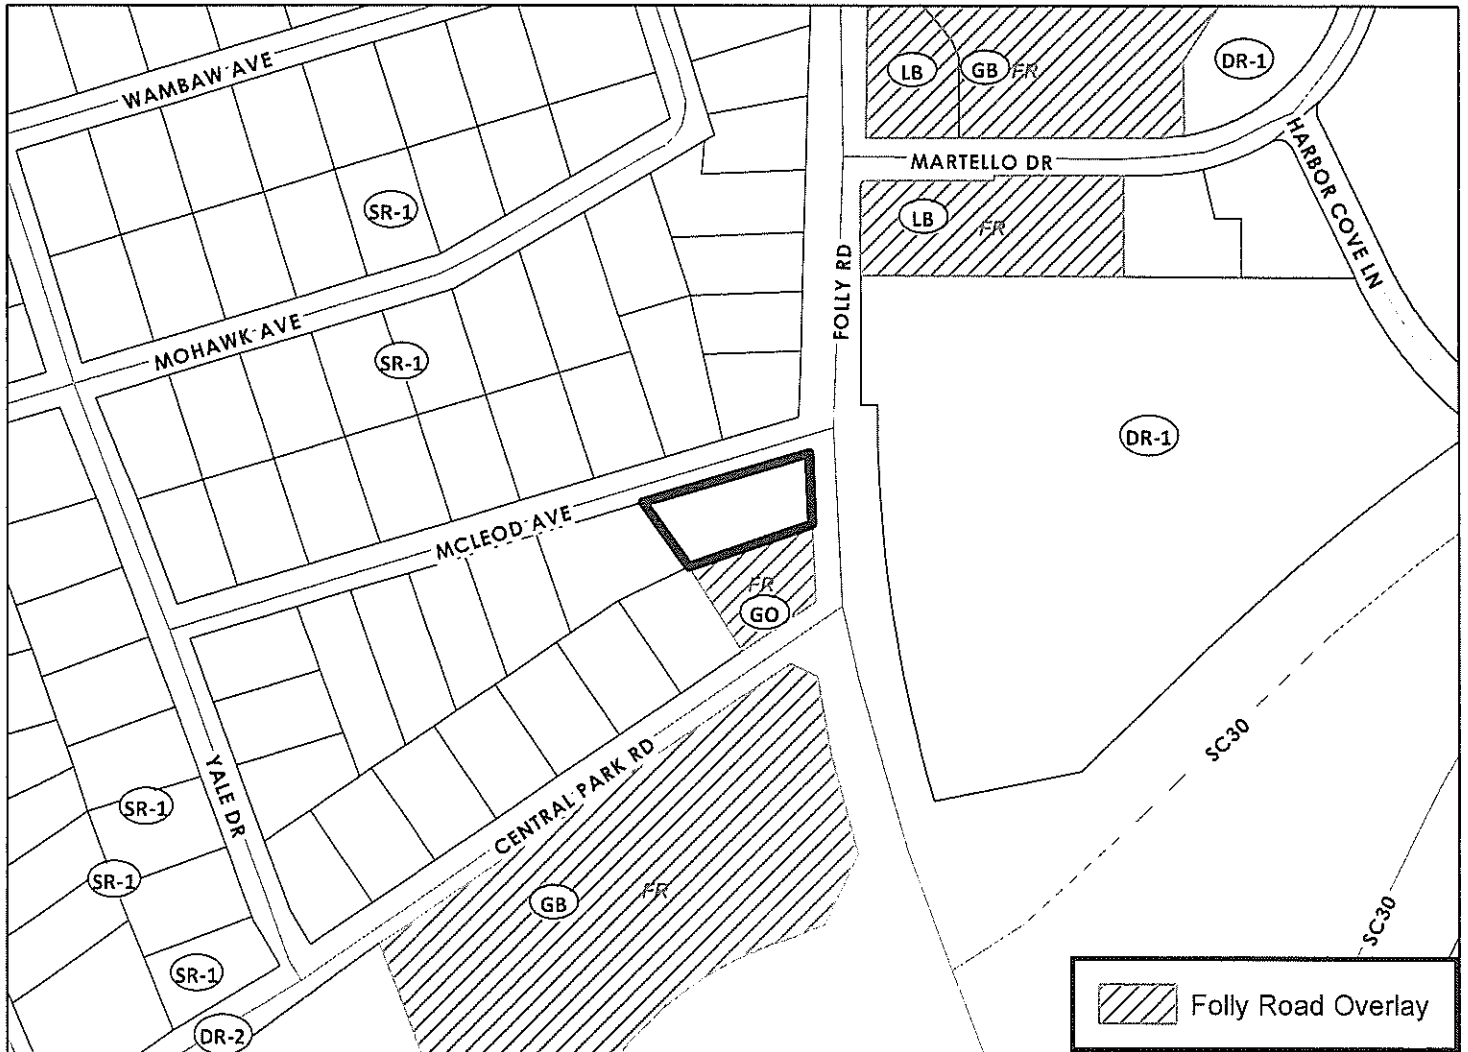 WAMBAW AVE
LB
GB
FR
DR-1
HARBOR COVE LN
MARTELLO DR
SR-1
LB
FR
FOLLY RD
MOHAWK AVE
SR-1
DR-1
MCLEOD AVE
FR
GO
SC30
YALE DR
CENTRAL PARK RD
SR-1
SR-1
GB
FR
SC30
SR-1
DR-2
Folly Road Overlay